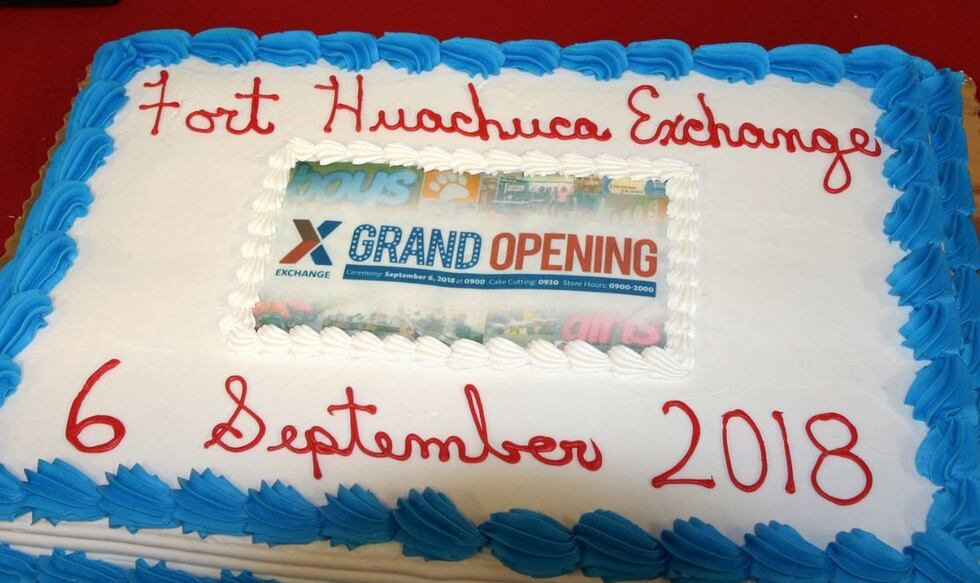 Fort Huachuca Exchange
boys
X GRAND OPENING
EXCHANGE
Ceremony: September 6, 2018 at 0900 Cake Cutting: 0930 Store Hours: 0900-2000
girls
6 September 2018